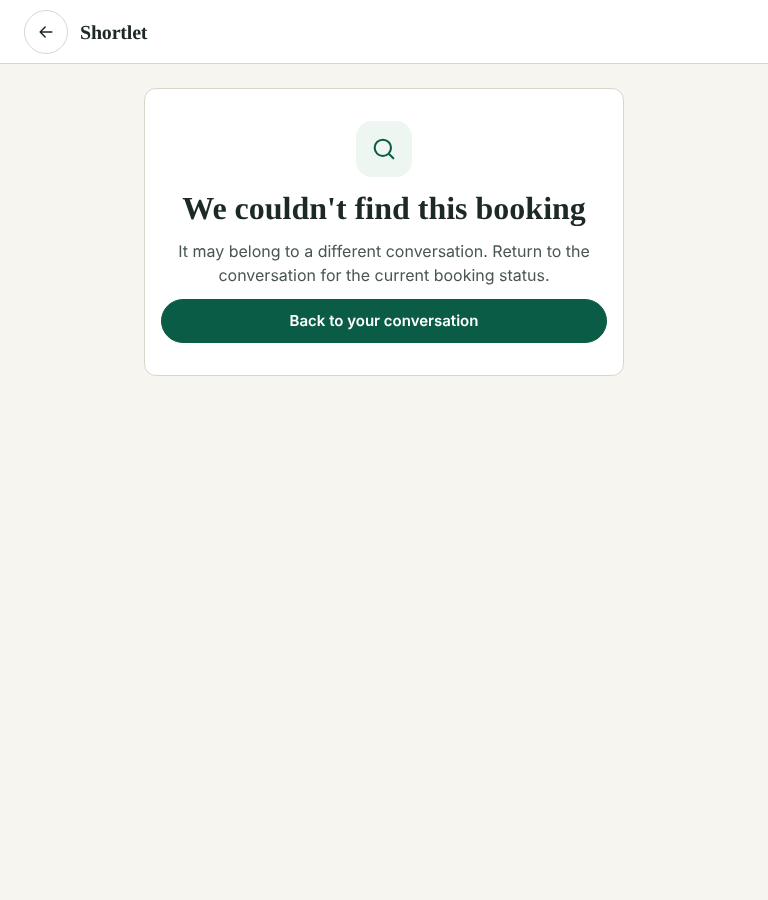 Shortlet
We couldn't find this booking
It may belong to a different conversation. Return to the
conversation for the current booking status.
Back to your conversation